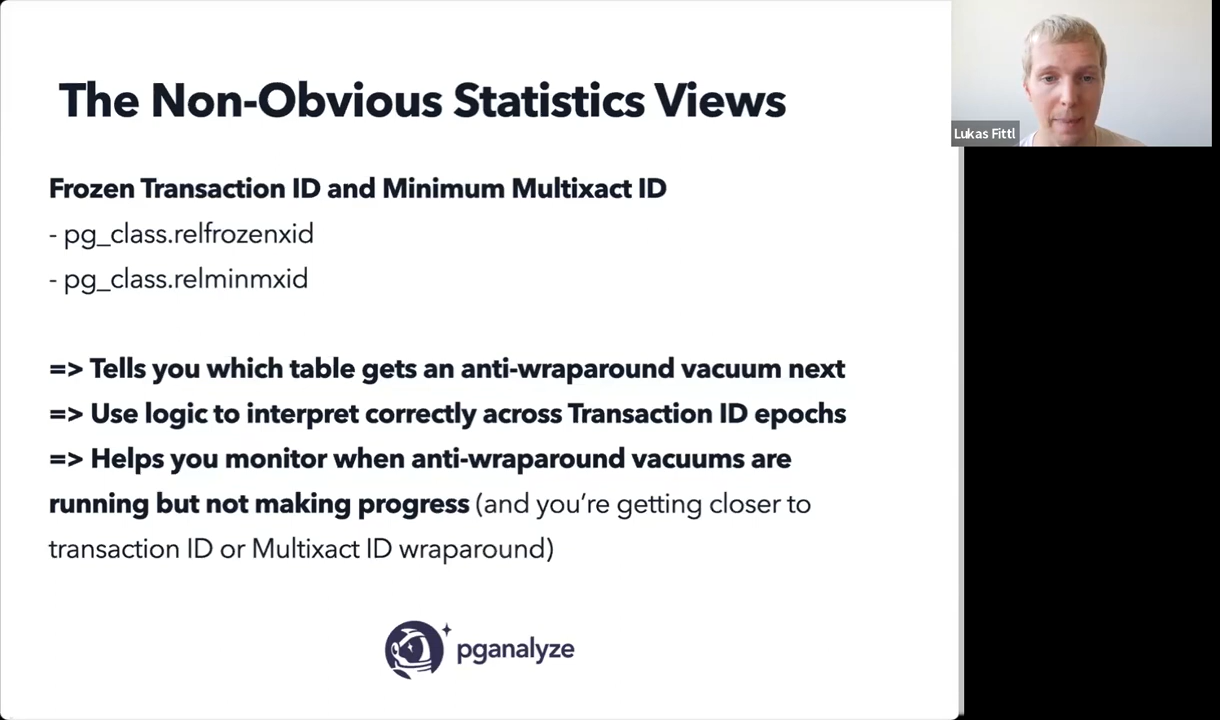 The Non-Obvious Statistics Views
Lukas Fittl
Frozen Transaction ID and Minimum Multixact ID
- pg_class.relfrozenxid
- pg_class.relminmxid
=> Tells you which table gets an anti-wraparound vacuum next
=> Use logic to interpret correctly across Transaction ID epochs
=> Helps you monitor when anti-wraparound vacuums are
running but not making progress (and you’re getting closer to
transaction ID or Multixact ID wraparound)
pganalyze